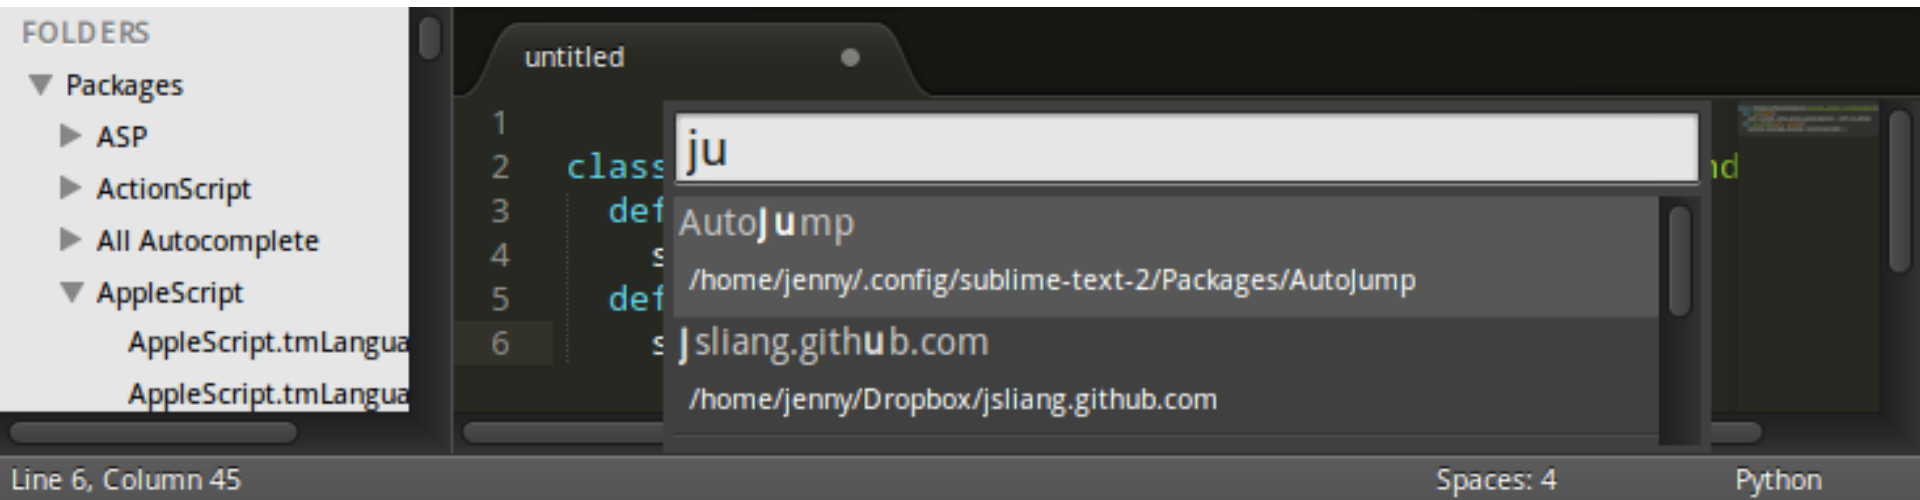 FOLDERS
Packages
ASP
ActionScript
All Autocomplete
AppleScript
AppleScript.tmLangua
AppleScript.tmLangua
untitled
1
2 class
3 def
4 s
5 def
6 s
nd
ju
AutoJump
/home/jenny/.config/sublime-text-2/Packages/AutoJump
Jsliang.github.com
/home/jenny/Dropbox/jsliang.github.com
Line 6, Column 45
Spaces: 4
Python